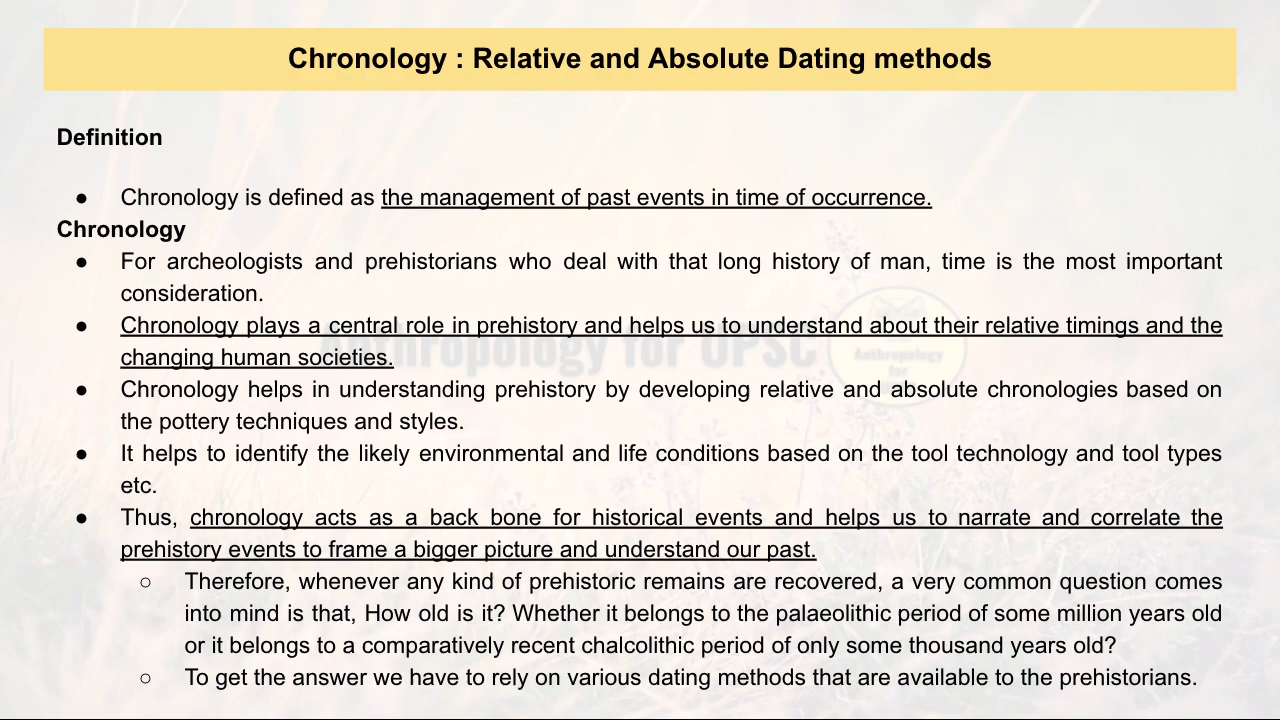 Chronology : Relative and Absolute Dating methods
Definition
● Chronology is defined as the management of past events in time of occurrence.
Chronology
● For archeologists and prehistorians who deal with that long history of man, time is the most important
consideration.
● Chronology plays a central role in prehistory and helps us to understand about their relative timings and the
changing human societies.
● Chronology helps in understanding prehistory by developing relative and absolute chronologies based on
the pottery techniques and styles.
● It helps to identify the likely environmental and life conditions based on the tool technology and tool types
etc.
● Thus, chronology acts as a back bone for historical events and helps us to narrate and correlate the
prehistory events to frame a bigger picture and understand our past.
○ Therefore, whenever any kind of prehistoric remains are recovered, a very common question comes
into mind is that, How old is it? Whether it belongs to the palaeolithic period of some million years old
or it belongs to a comparatively recent chalcolithic period of only some thousand years old?
○ To get the answer we have to rely on various dating methods that are available to the prehistorians.
Anthropology for UPSC
Anthropology
for